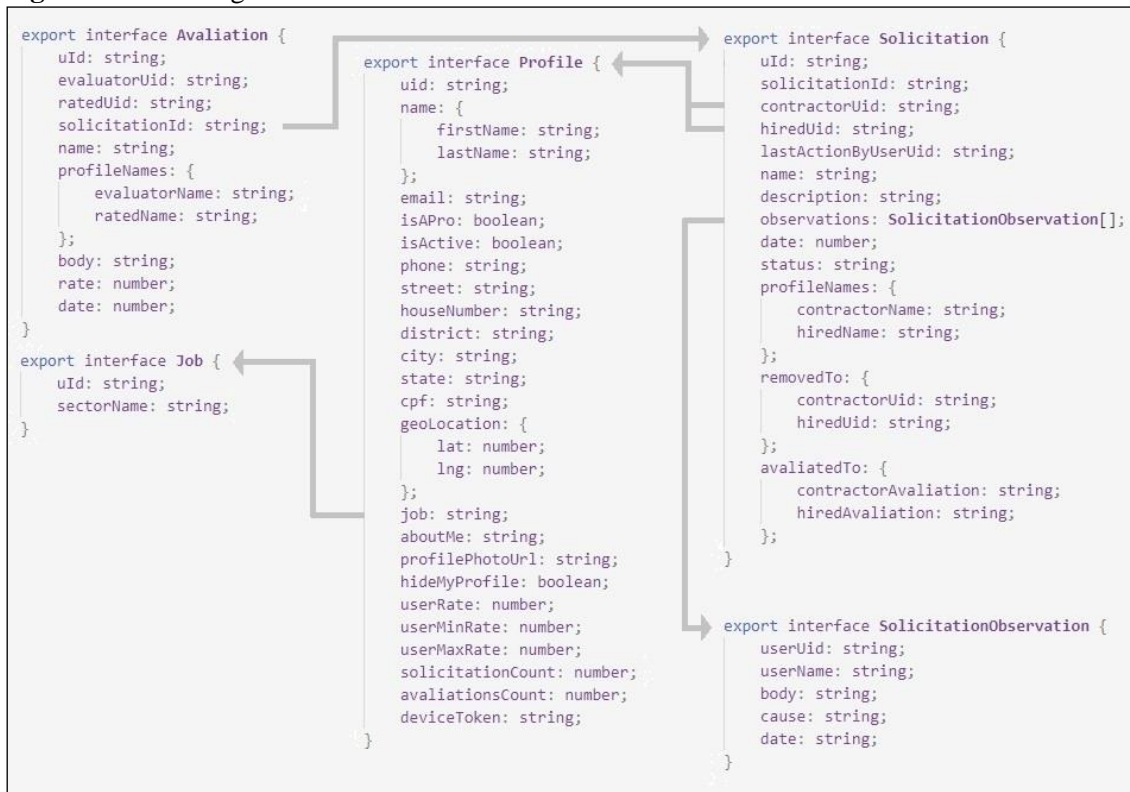 export interface Avaliation {
uId: string;
evaluatorUid: string;
ratedUid: string;
solicitationId: string;
name: string;
profileNames: {
evaluatorName: string;
ratedName: string;
};
body: string;
rate: number;
date: number;
}
export interface Job {
uId: string;
sectorName: string;
}
export interface Profile {
uid: string;
name: {
firstName: string;
lastName: string;
};
email: string;
isAPro: boolean;
isActive: boolean;
phone: string;
street: string;
houseNumber: string;
district: string;
city: string;
state: string;
cpf: string;
geoLocation: {
lat: number;
lng: number;
};
job: string;
aboutMe: string;
profilePhotoUrl: string;
hideMyProfile: boolean;
userRate: number;
userMinRate: number;
userMaxRate: number;
solicitationCount: number;
avaliationsCount: number;
deviceToken: string;
}
export interface Solicitation {
uId: string;
solicitationId: string;
contractorUid: string;
hiredUid: string;
lastActionByUserUid: string;
name: string;
description: string;
observations: SolicitationObservation[];
date: number;
status: string;
profileNames: {
contractorName: string;
hiredName: string;
};
removedTo: {
contractorUid: string;
hiredUid: string;
};
avaliatedTo: {
contractorAvaliation: string;
hiredAvaliation: string;
};
}
export interface SolicitationObservation {
userUid: string;
userName: string;
body: string;
cause: string;
date: string;
}